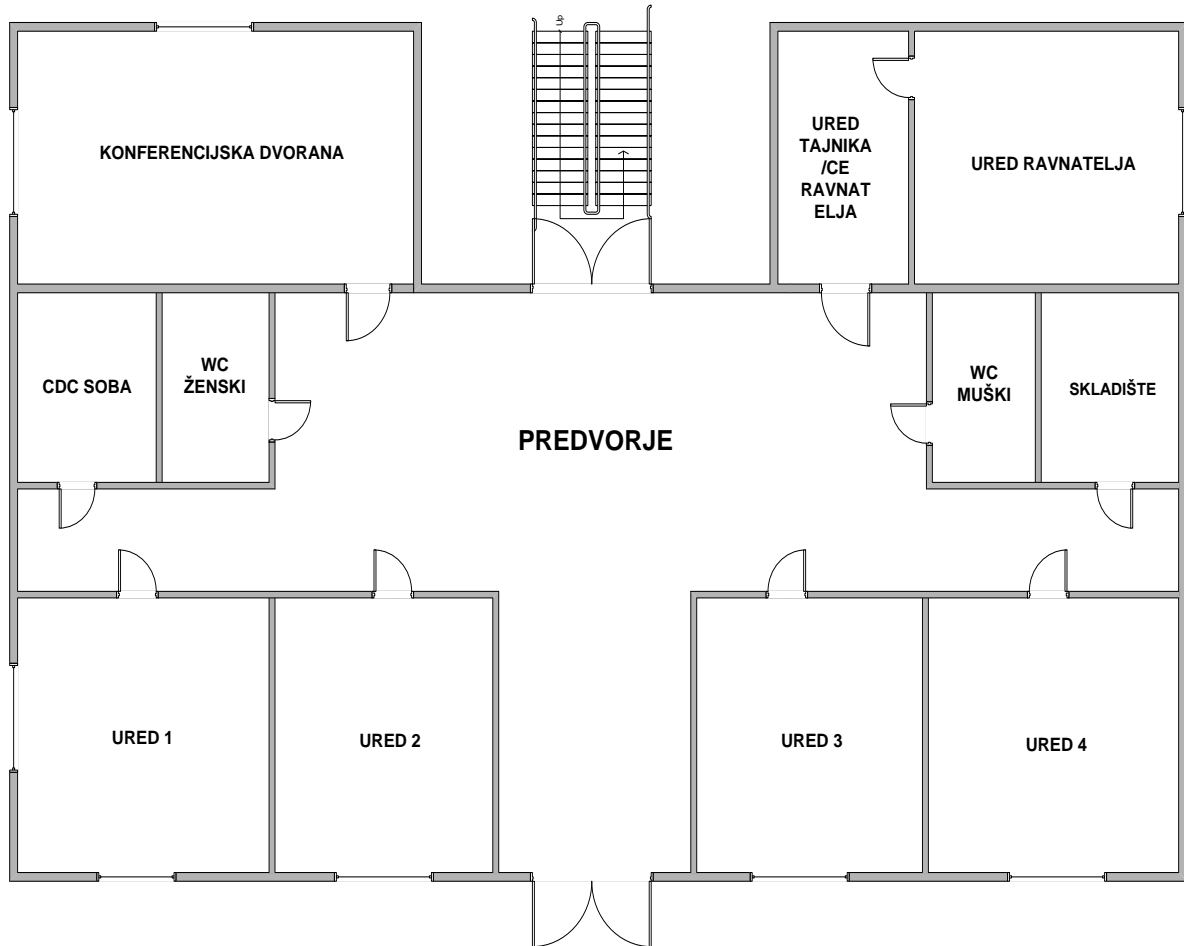 Up
KONFERENCIJSKA DVORANA
URED
TAJNIKA
/CE
RAVNAT
ELJA
URED RAVNATELJA
CDC SOBA
WC
ŽENSKI
PREDVORJE
WC
MUŠKI
SKLADIŠTE
URED 1
URED 2
URED 3
URED 4